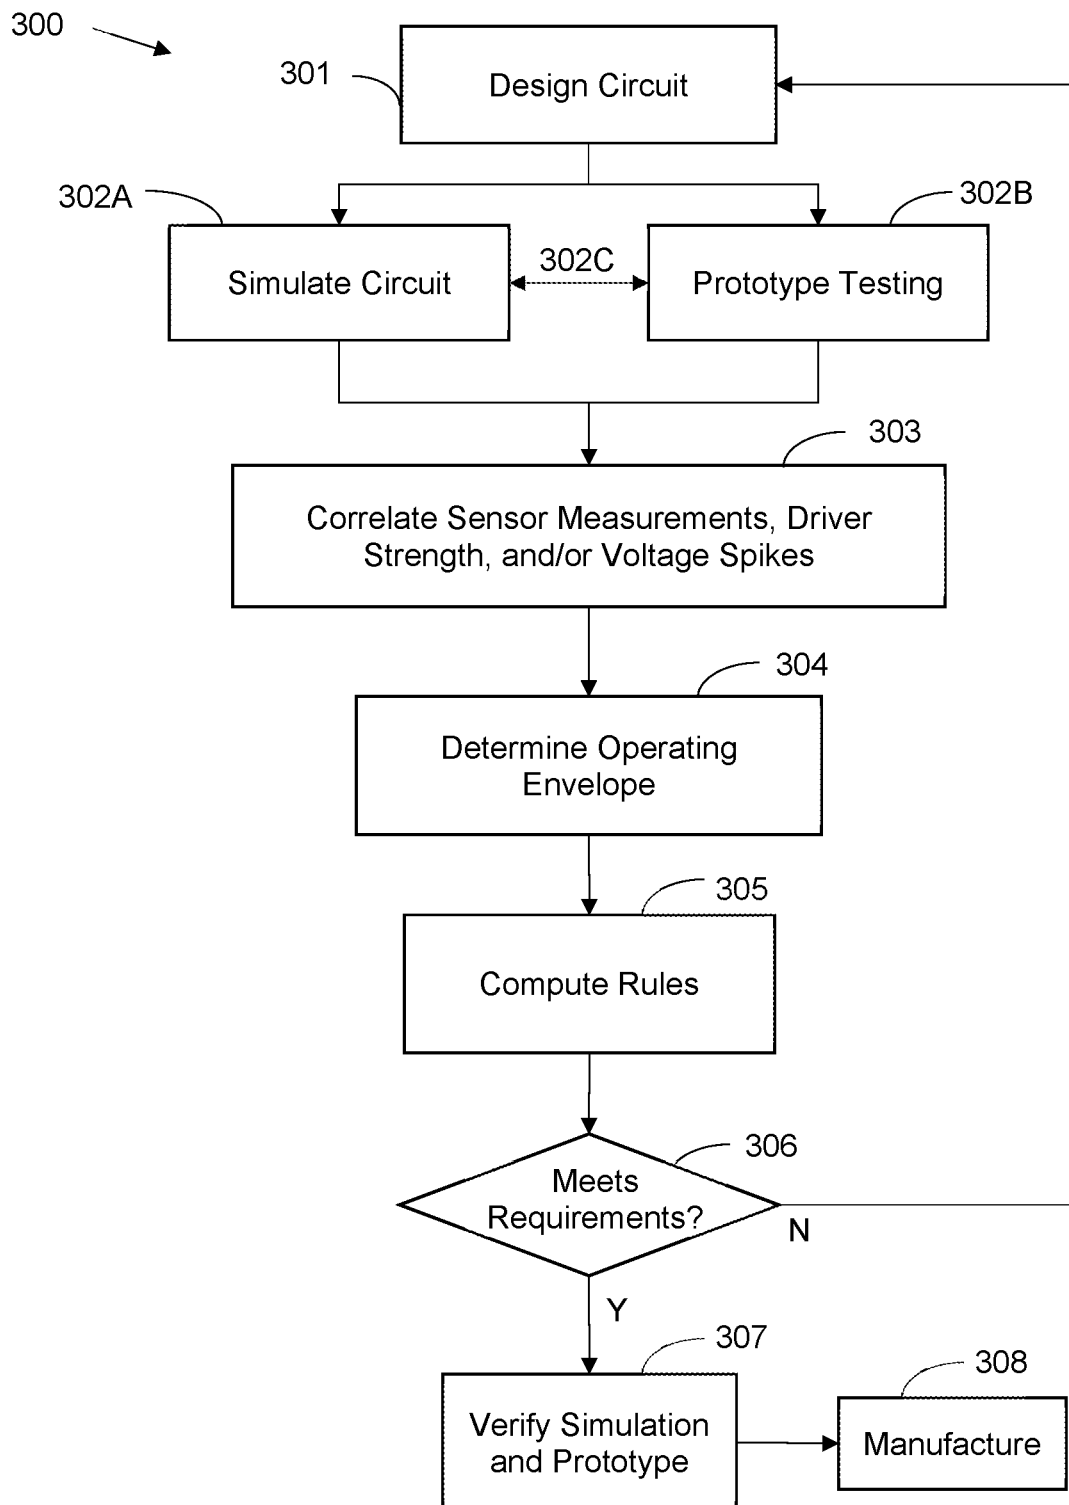 300
301
Design Circuit
302A
302B
Simulate Circuit
302C
Prototype Testing
303
Correlate Sensor Measurements, Driver
Strength, and/or Voltage Spikes
304
Determine Operating
Envelope
305
Compute Rules
306
Meets
Requirements?
N
Y
307
308
Verify Simulation
and Prototype
Manufacture